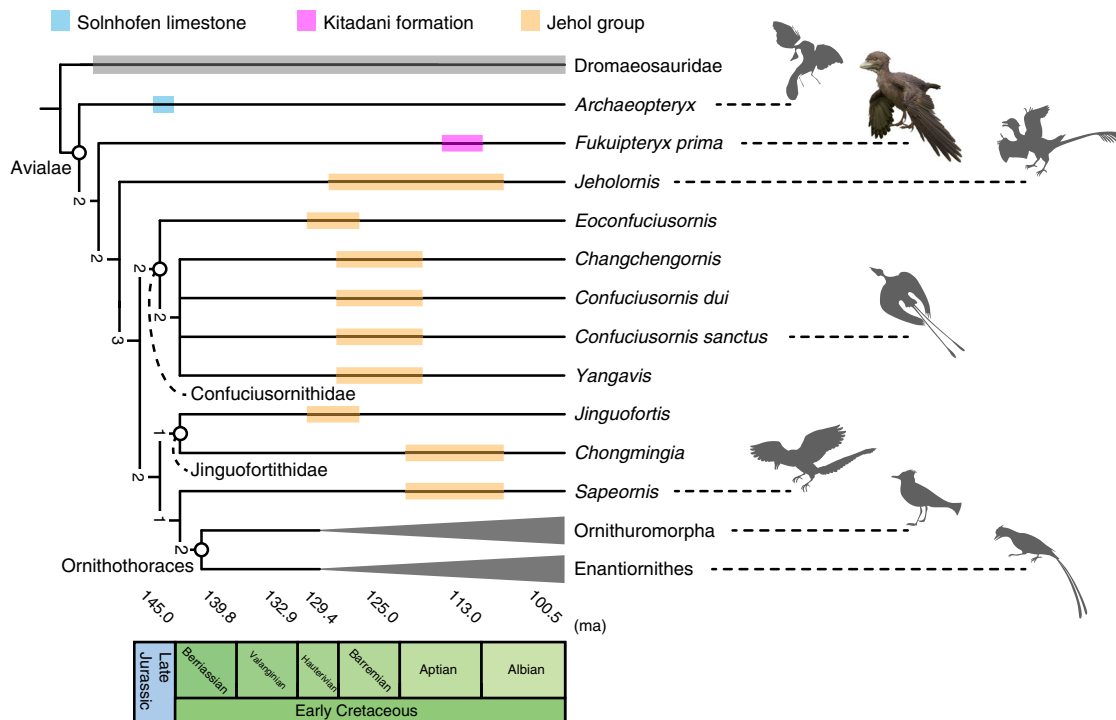 Solnhofen limestone
Kitadani formation
Jehol group
Dromaeosauridae
Archaeopteryx
Fukuipteryx prima
Avialae
Jeholornis
2
Eoconfuciusornis
2
2
Changchengornis
2
Confuciusornis dui
3
Confuciusornis sanctus
Yangavis
Confuciusornithidae
Jinguofortis
1
Chongmingia
Jinguofortithidae
2
Sapeornis
1
Ornithuromorpha
2
Ornithothoraces
Enantiornithes
145.0
139.8
132.9
129.4
125.0
113.0
100.5
(ma)
Late
Jurassic
Berriassian
Valanginian
Hauterivian
Barremian
Aptian
Albian
Early Cretaceous